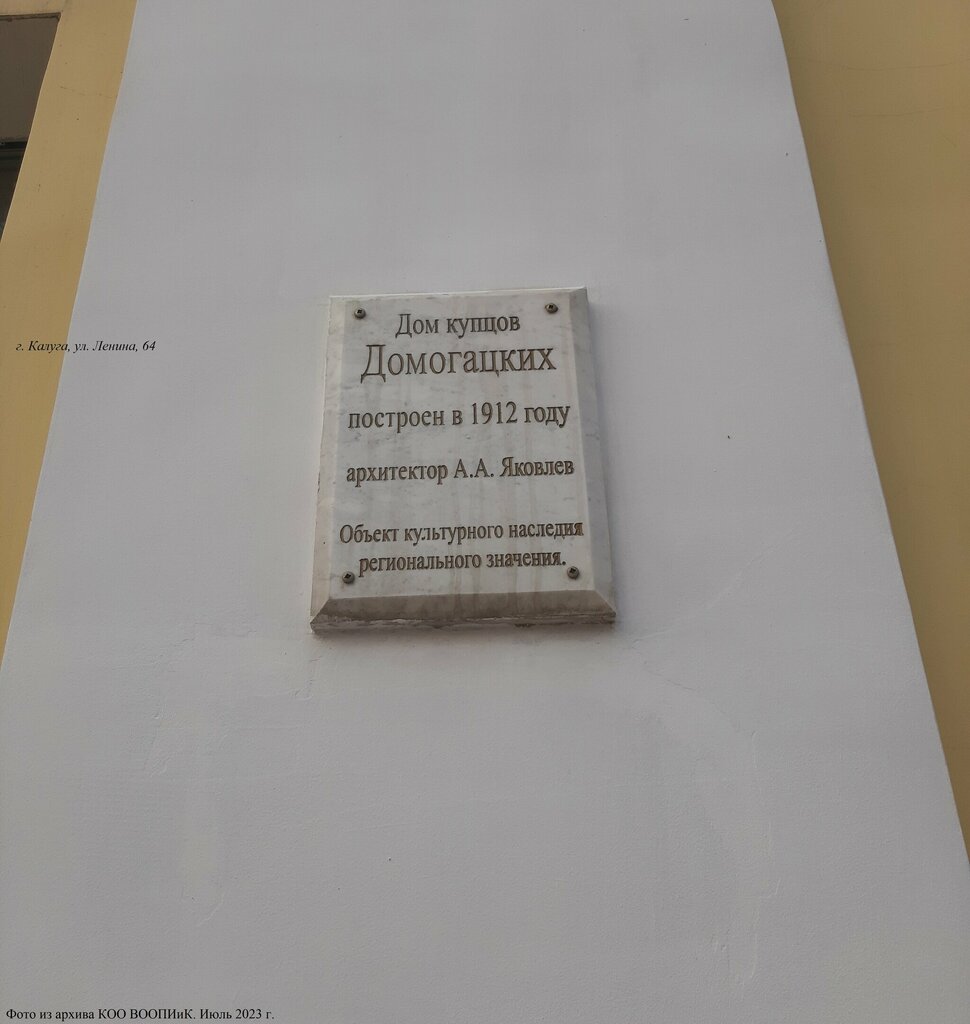 г. Калуга, ул. Ленина, 64
Дом купцов
Домогацких
построен в 1912 году
архитектор А.А. Яковлев
Объект культурного наследия
регионального значения.
Фото из архива КОО ВООПИиК. Июль 2023 г.